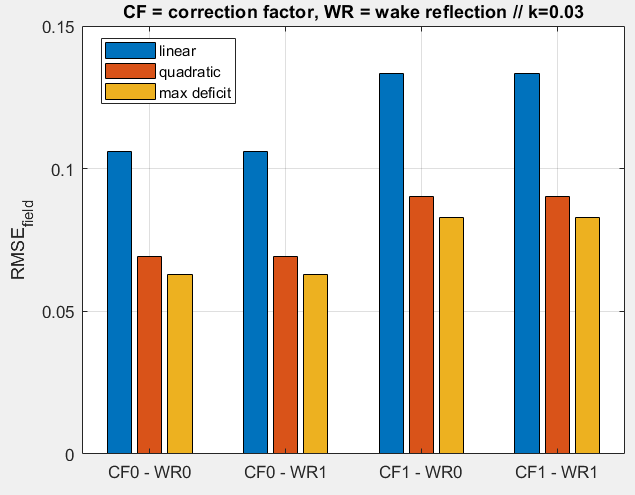 CF = correction factor, WR = wake reflection // k=0.03
0.15
0.1
0.05
0
RMSE_field
linear
quadratic
max deficit
CF0 - WR0
CF0 - WR1
CF1 - WR0
CF1 - WR1